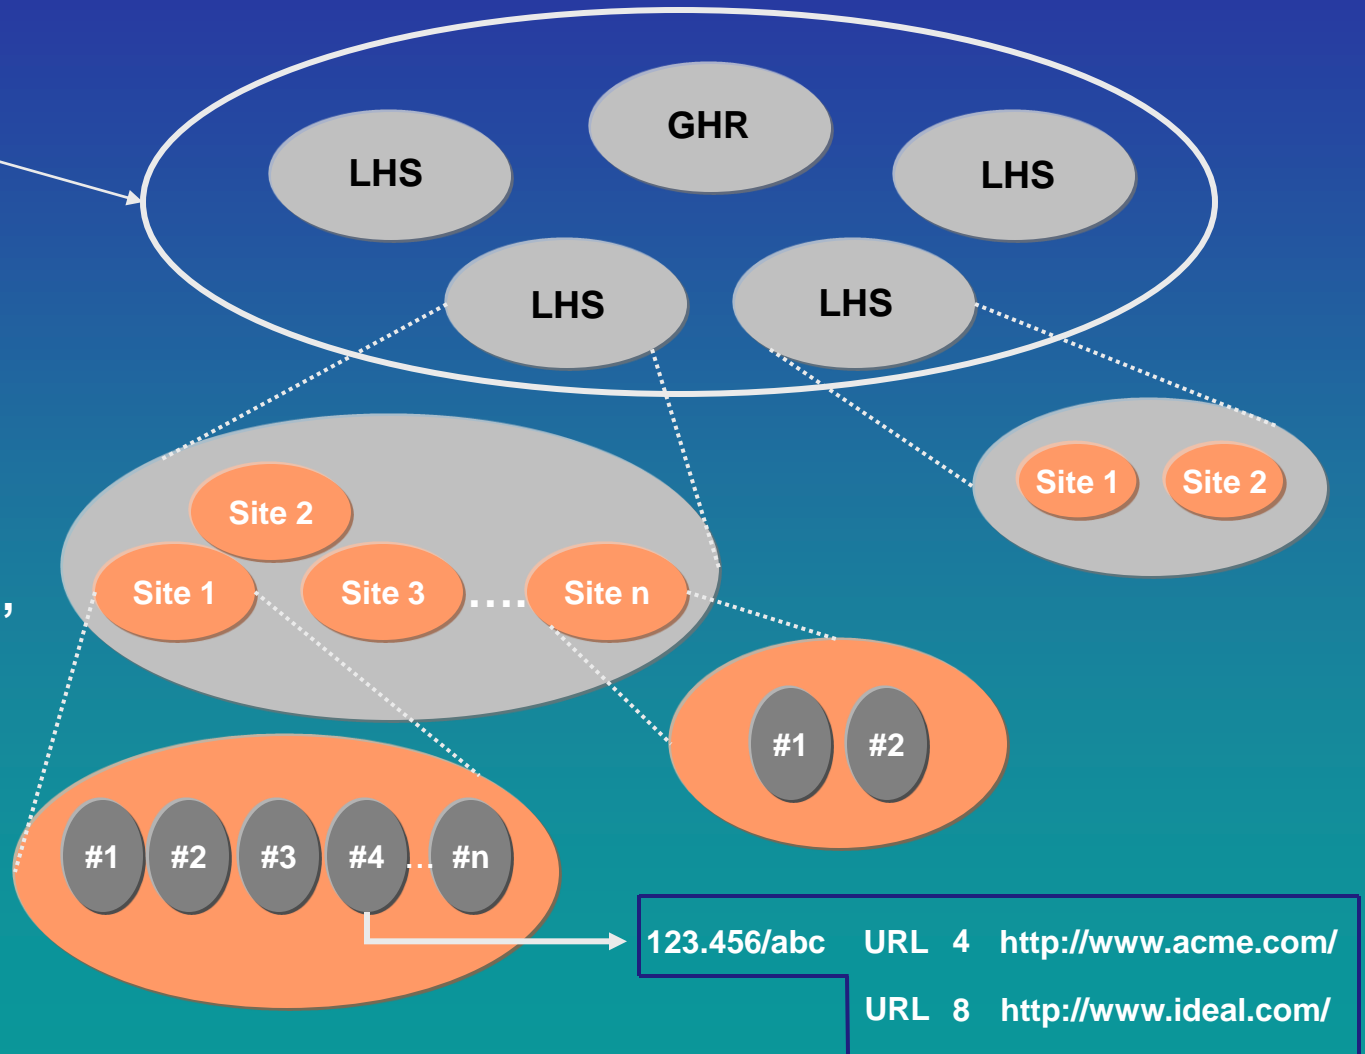 GHR
LHS
LHS
LHS
LHS
Site 1
Site 2
Site 2
Site 1
Site 3
....
Site n
,
#1
#2
#1
#2
#3
#4
...
#n
123.456/abc URL 4 http://www.acme.com/
URL 8 http://www.ideal.com/